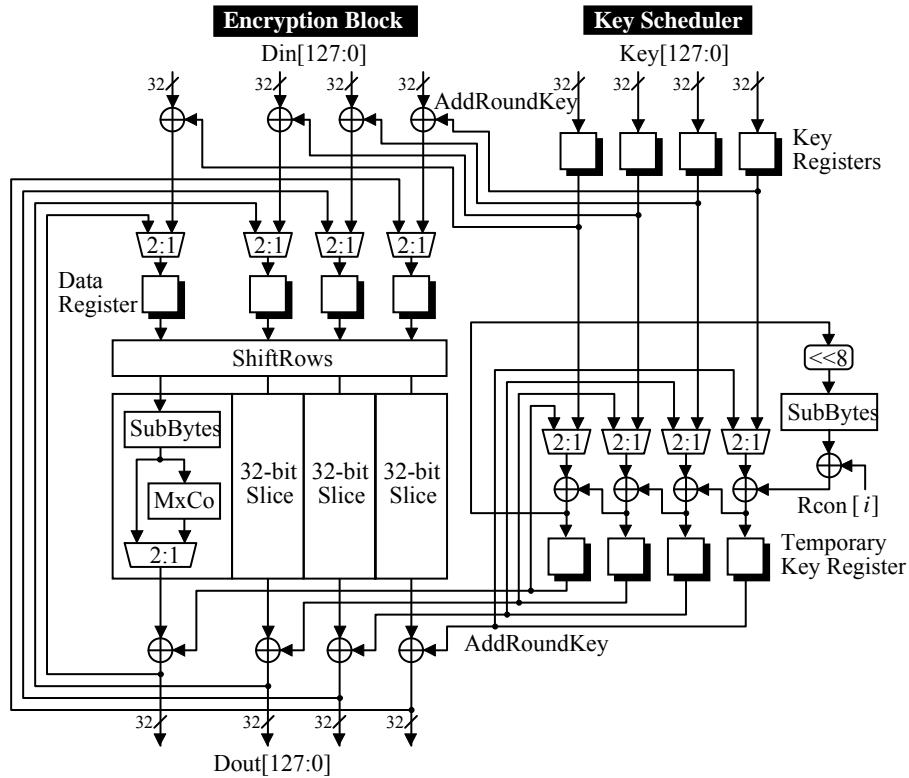 Encryption Block
Key Scheduler
Din[127:0]
Key[127:0]
32 32 32 32 32 32 32 32
AddRoundKey
Key
Registers
2:1 2:1 2:1 2:1
Data
Register
ShiftRows
<<8
SubBytes
SubBytes
2:1 2:1 2:1 2:1
32-bit
Slice
32-bit
Slice
32-bit
Slice
MxCo
Rcon [i]
2:1
Temporary
Key Register
AddRoundKey
32 32 32 32
Dout[127:0]